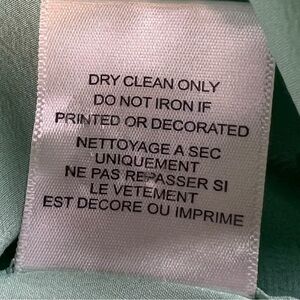 DRY CLEAN ONLY
DO NOT IRON IF
PRINTED OR DECORATED
NETTOYAGE A SEC
UNIQUEMENT
NE PAS REPASSER SI
LE VETEMENT
EST DECORE OU IMPRIME